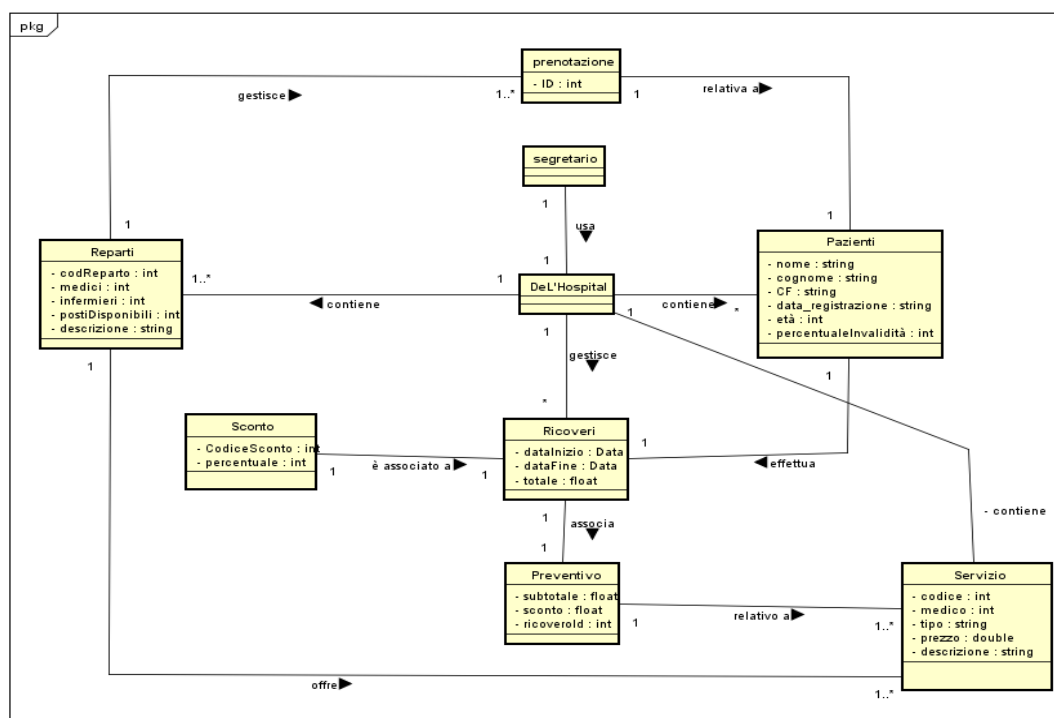 pkg
prenotazione
- ID : int
gestisce
1..*
1
relativa a
segretario
1
usa
1
1
1
Reparti
- codReparto : int
- medici : int
- infermieri : int
- postiDisponibili : int
- descrizione : string
1..*
1
contiene
DeL'Hospital
contiene
*
Pazienti
- nome : string
- cognome : string
- CF : string
- data_registrazione : string
- età : int
- percentualeInvalidità : int
1
1
1
1
gestisce
*
Sconto
- CodiceSconto : int
- percentuale : int
1
è associato a
1
Ricoveri
- dataInizio : Data
- dataFine : Data
- totale : float
1
effettua
1
associa
1
- contiene
Preventivo
- subtotale : float
- sconto : float
- ricoveroId : int
1
relativo a
1..*
Servizio
- codice : int
- medico : int
- tipo : string
- prezzo : double
- descrizione : string
offre
1..*